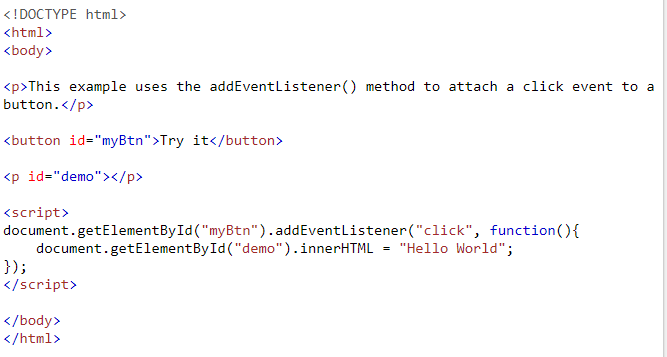 <!DOCTYPE html>
<html>
<body>
<p>This example uses the addEventListener() method to attach a click event to a
button.</p>
<button id="myBtn">Try it</button>
<p id="demo"></p>
<script>
document.getElementById("myBtn").addEventListener("click", function(){
    document.getElementById("demo").innerHTML = "Hello World";
});
</script>
</body>
</html>